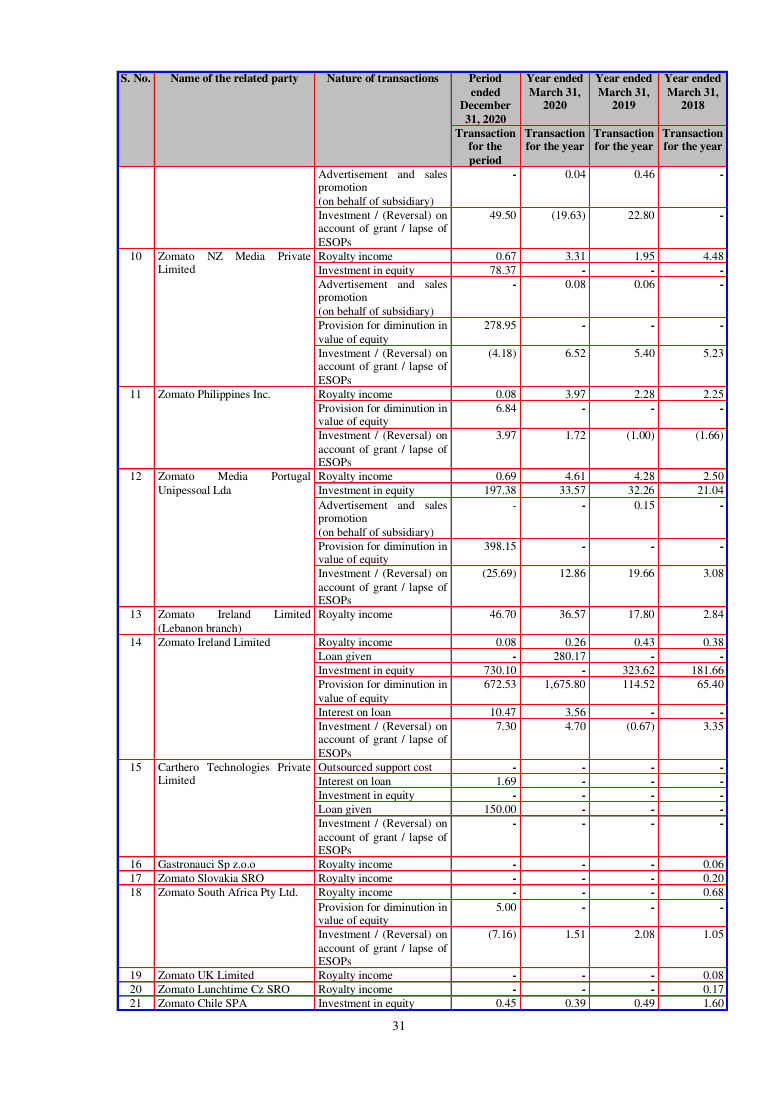 S. No. Name of the related party Nature of transactions Period ended December 31, 2020 Year ended March 31, 2020 Year ended March 31, 2019 Year ended March 31, 2018
Transaction for the period Transaction for the year Transaction for the year Transaction for the year
Advertisement and sales promotion (on behalf of subsidiary) - 0.04 0.46 -
Investment / (Reversal) on account of grant / lapse of ESOPs 49.50 (19.63) 22.80 -
10 Zomato NZ Media Private Limited Royalty income 0.67 3.31 1.95 4.48
Investment in equity 78.37 - - -
Advertisement and sales promotion (on behalf of subsidiary) - 0.08 0.06 -
Provision for diminution in value of equity 278.95 - - -
Investment / (Reversal) on account of grant / lapse of ESOPs (4.18) 6.52 5.40 5.23
11 Zomato Philippines Inc. Royalty income 0.08 3.97 2.28 2.25
Provision for diminution in value of equity 6.84 - - -
Investment / (Reversal) on account of grant / lapse of ESOPs 3.97 1.72 (1.00) (1.66)
12 Zomato Media Portugal Unipessoal Lda Royalty income 0.69 4.61 4.28 2.50
Investment in equity 197.38 33.57 32.26 21.04
Advertisement and sales promotion (on behalf of subsidiary) - - 0.15 -
Provision for diminution in value of equity 398.15 - - -
Investment / (Reversal) on account of grant / lapse of ESOPs (25.69) 12.86 19.66 3.08
13 Zomato Ireland Limited (Lebanon branch) Royalty income 46.70 36.57 17.80 2.84
14 Zomato Ireland Limited Royalty income 0.08 0.26 0.43 0.38
Loan given - 280.17 - -
Investment in equity 730.10 - 323.62 181.66
Provision for diminution in value of equity 672.53 1,675.80 114.52 65.40
Interest on loan 10.47 3.56 - -
Investment / (Reversal) on account of grant / lapse of ESOPs 7.30 4.70 (0.67) 3.35
15 Carthero Technologies Private Limited Outsourced support cost - - - -
Interest on loan 1.69 - - -
Investment in equity - - - -
Loan given 150.00 - - -
Investment / (Reversal) on account of grant / lapse of ESOPs - - - -
16 Gastronauci Sp z.o.o Royalty income - - - 0.06
17 Zomato Slovakia SRO Royalty income - - - 0.20
18 Zomato South Africa Pty Ltd. Royalty income - - - 0.68
Provision for diminution in value of equity 5.00 - - -
Investment / (Reversal) on account of grant / lapse of ESOPs (7.16) 1.51 2.08 1.05
19 Zomato UK Limited Royalty income - - - 0.08
20 Zomato Lunchtime Cz SRO Royalty income - - - 0.17
21 Zomato Chile SPA Investment in equity 0.45 0.39 0.49 1.60
31